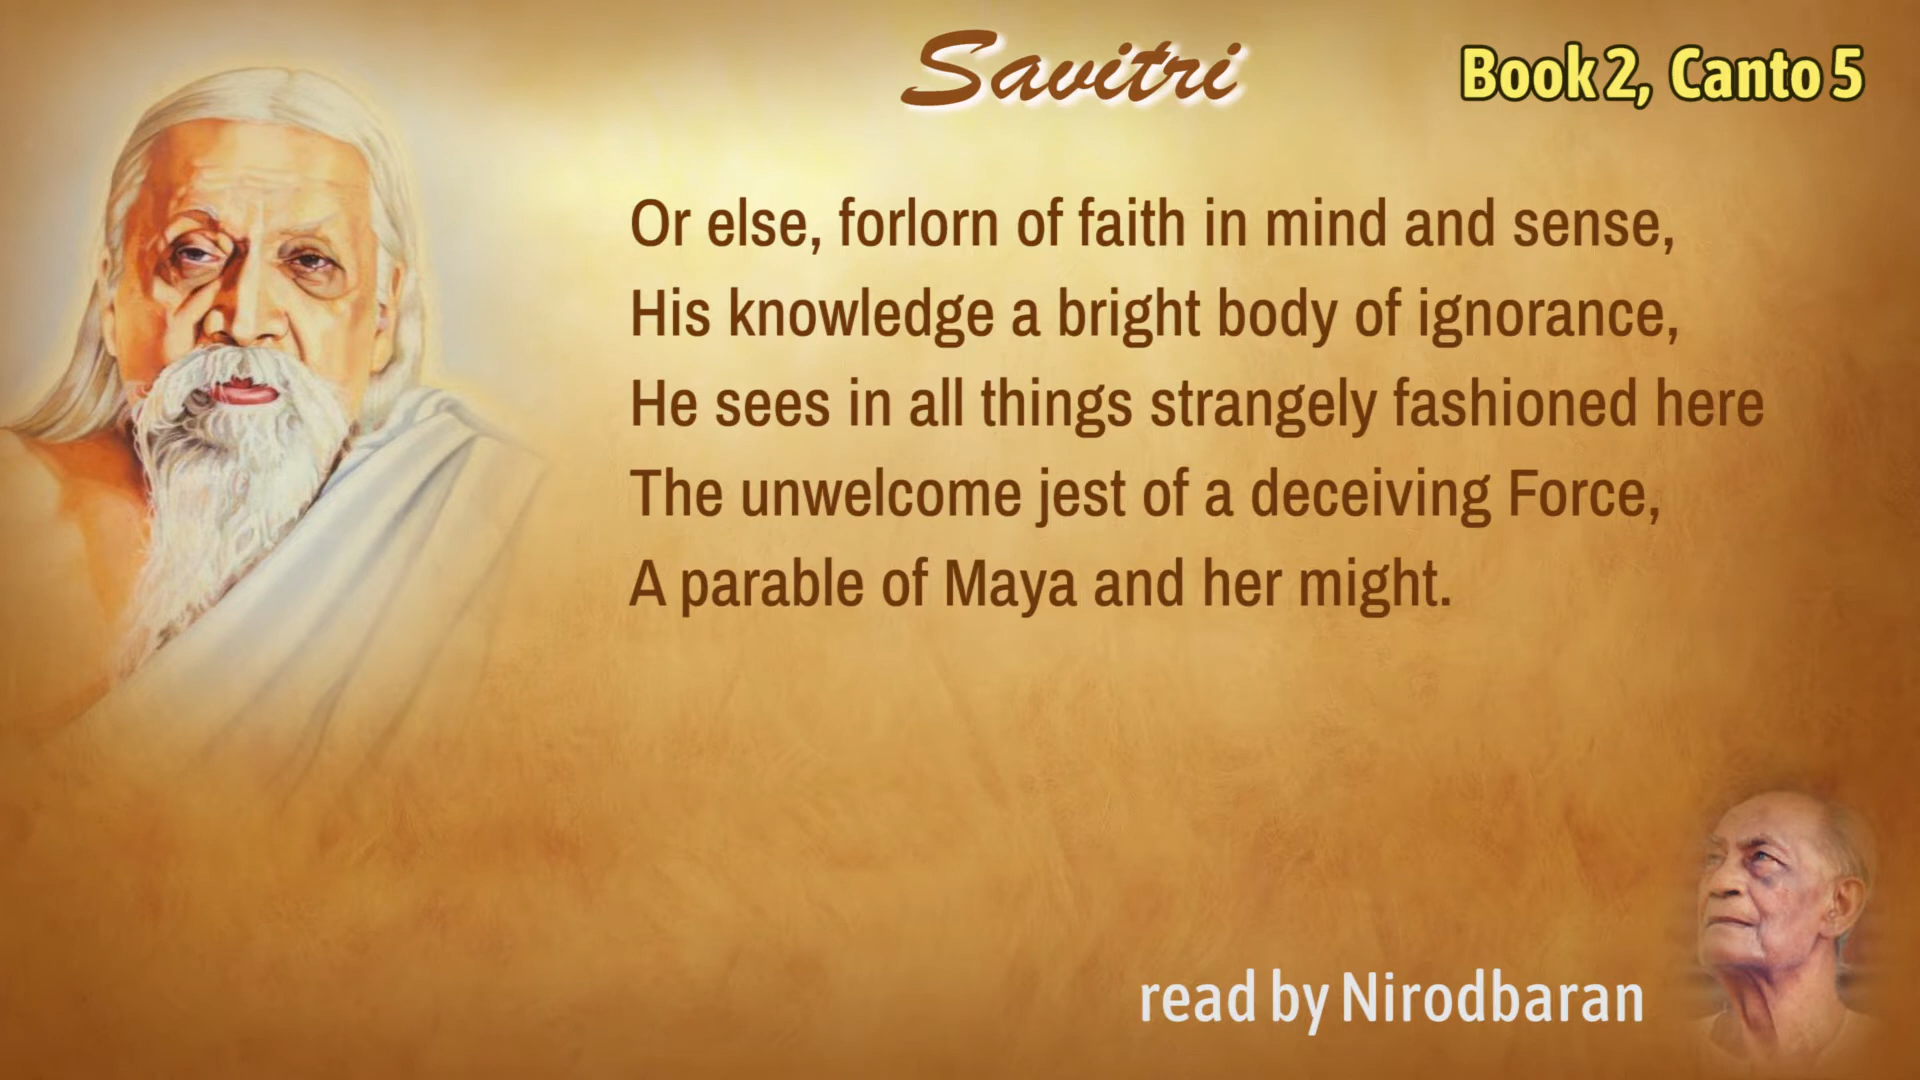 Savitri
Book 2, Canto 5
Or else, forlorn of faith in mind and sense,
His knowledge a bright body of ignorance,
He sees in all things strangely fashioned here
The unwelcome jest of a deceiving Force,
A parable of Maya and her might.
read by Nirodbaran